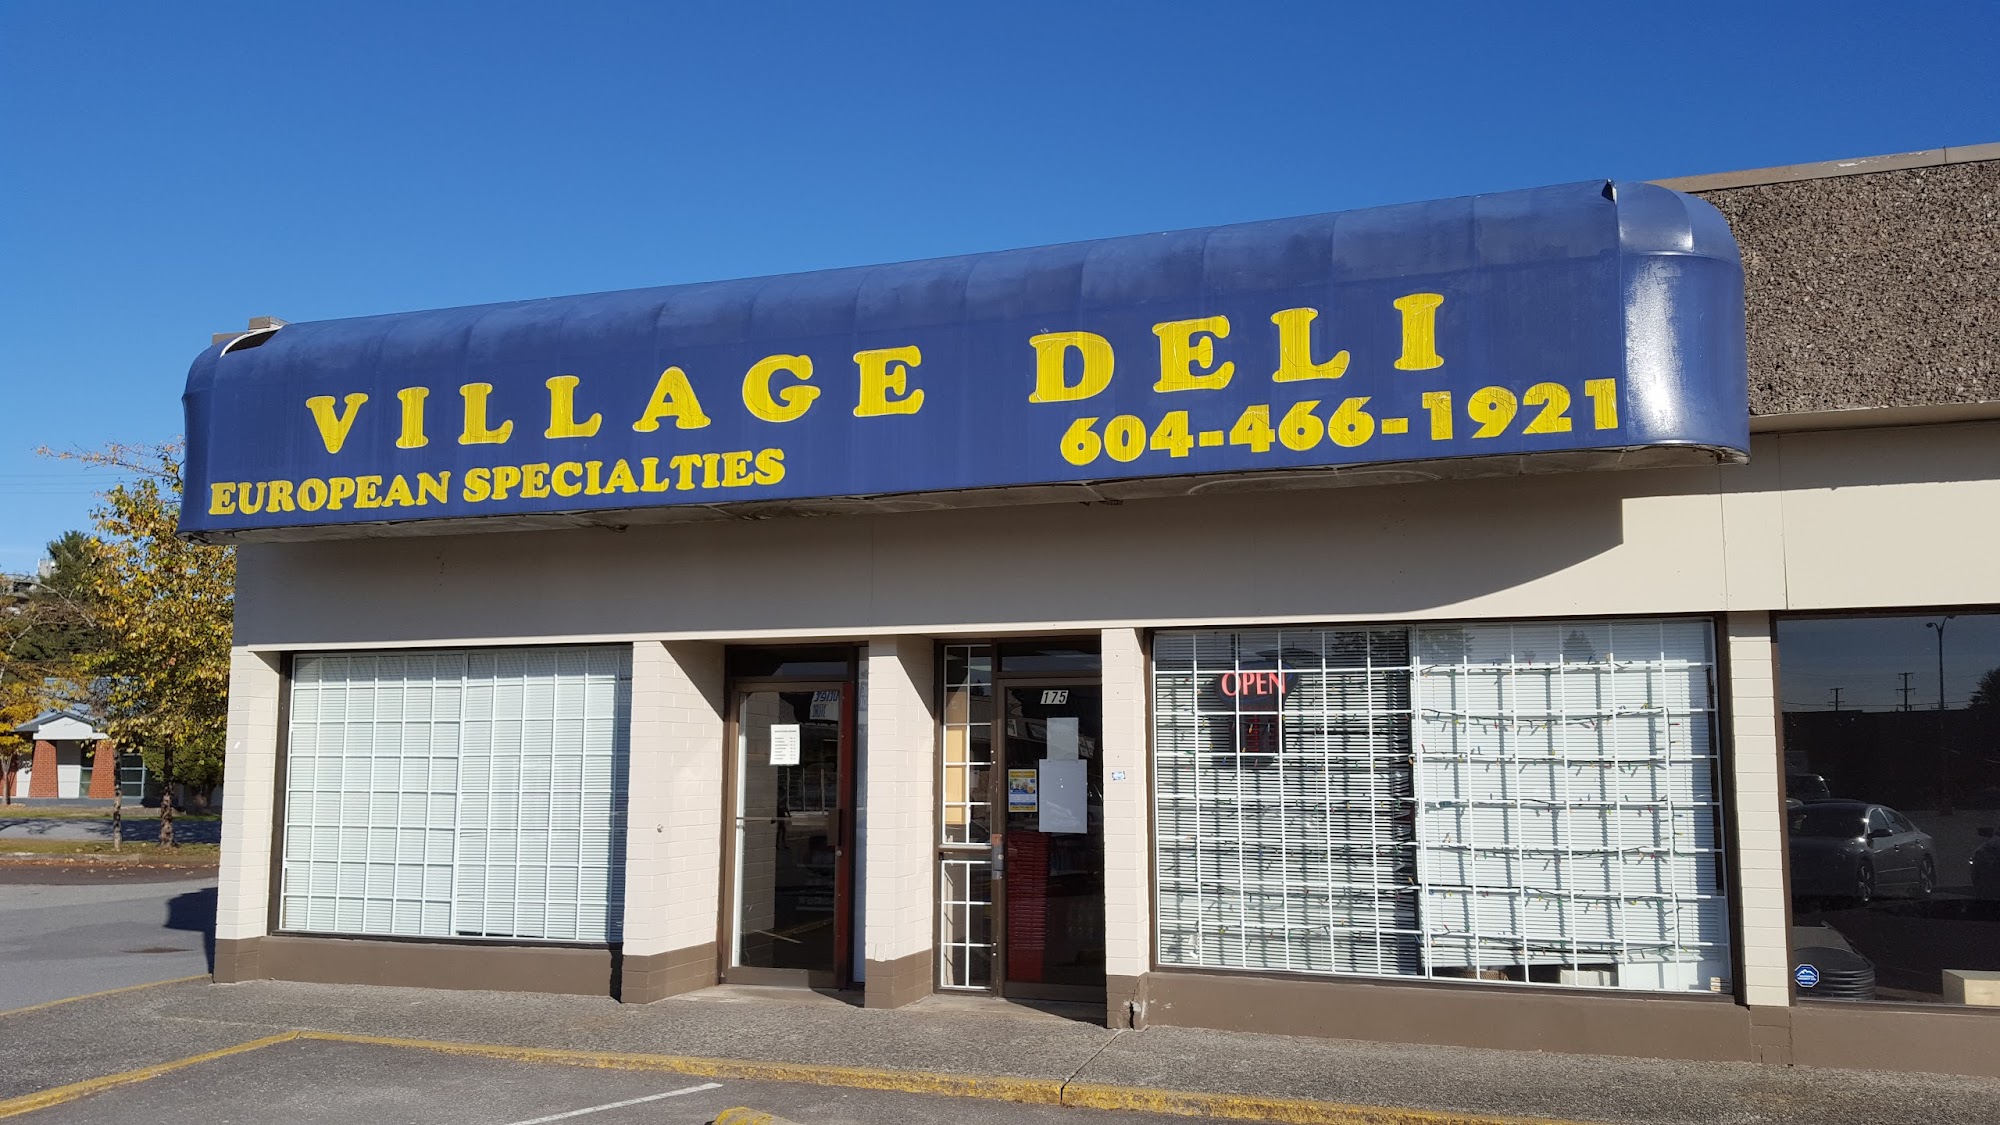 VILLAGE DELI
EUROPEAN SPECIALTIES
604-466-1921
OPEN
175